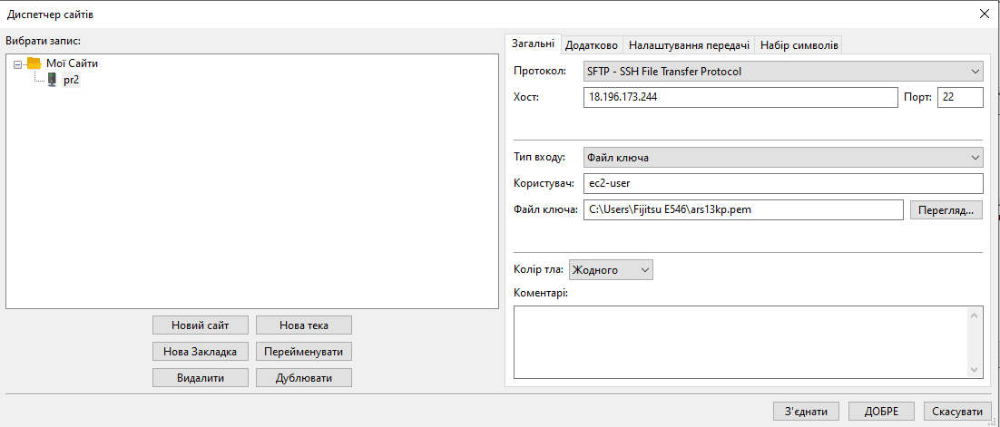 Диспетчер сайтів
Вибрати запис:
Мої Сайти
pr2
Новий сайт Нова тека
Нова Закладка Перейменувати
Видалити Дублювати
Загальні Додатково Налаштування передачі Набір символів
Протокол: SFTP - SSH File Transfer Protocol
Хост: 18.196.173.244 Порт: 22
Тип входу: Файл ключа
Користувач: ec2-user
Файл ключа: C:\Users\Fijitsu E546\ars13kp.pem Перегляд...
Колір тла: Жодного
Коментарі:
З'єднати ДОБРЕ Скасувати